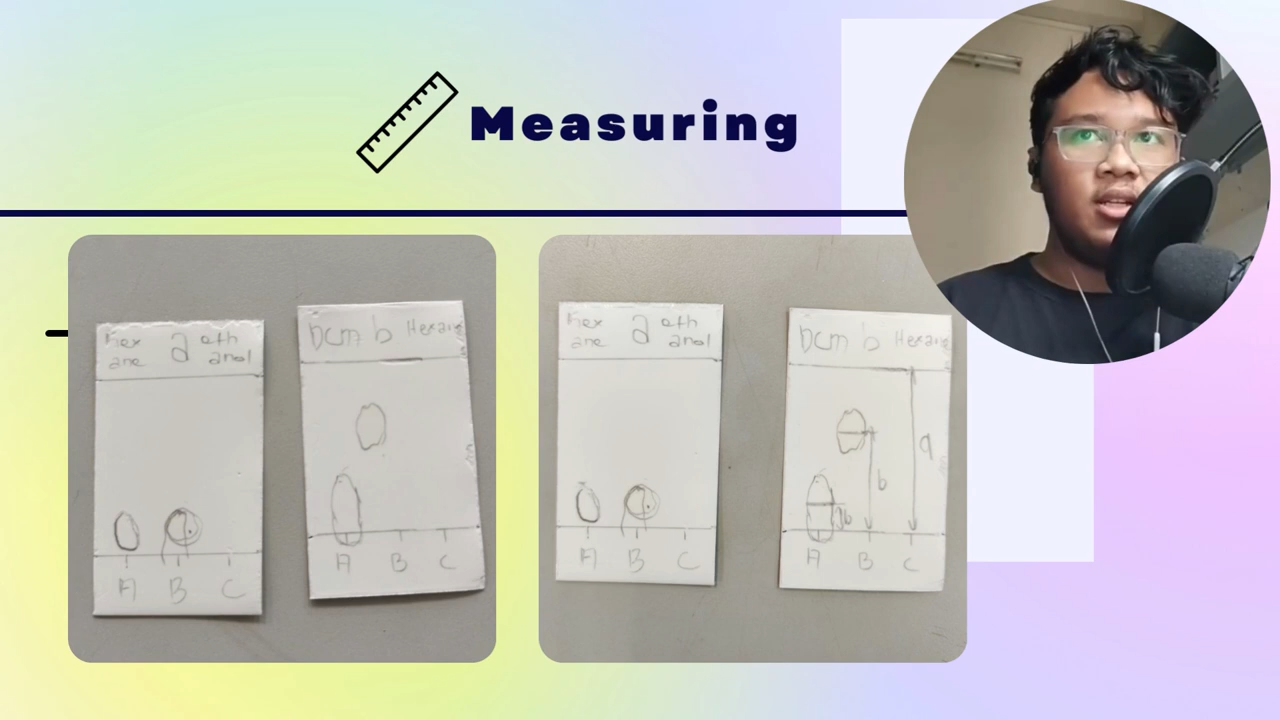 Measuring
hex a eth
ane anol
A B C
DCM b Hexane
A B C
hex a eth
ane anol
A B C
DCM b Hexane
a
b
b
A B C